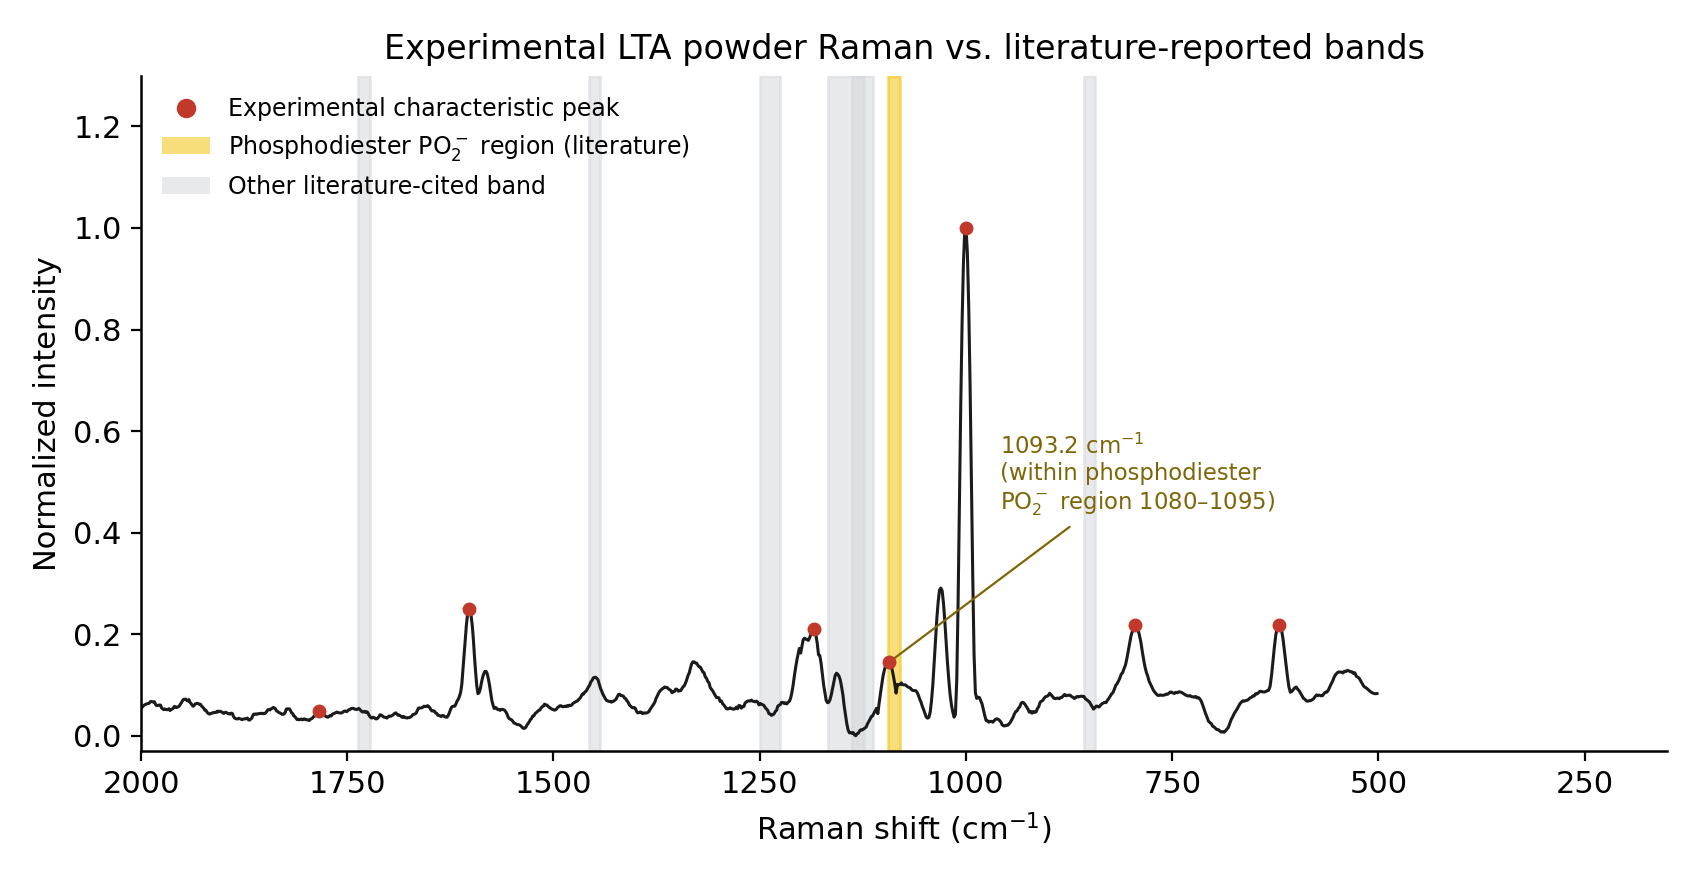 Experimental LTA powder Raman vs. literature-reported bands
Experimental characteristic peak
Phosphodiester PO₂⁻ region (literature)
Other literature-cited band
1.2
1.0
0.8
0.6
0.4
0.2
0.0
Normalized intensity
1093.2 cm⁻¹
(within phosphodiester
PO₂⁻ region 1080–1095)
2000 1750 1500 1250 1000 750 500 250
Raman shift (cm⁻¹)